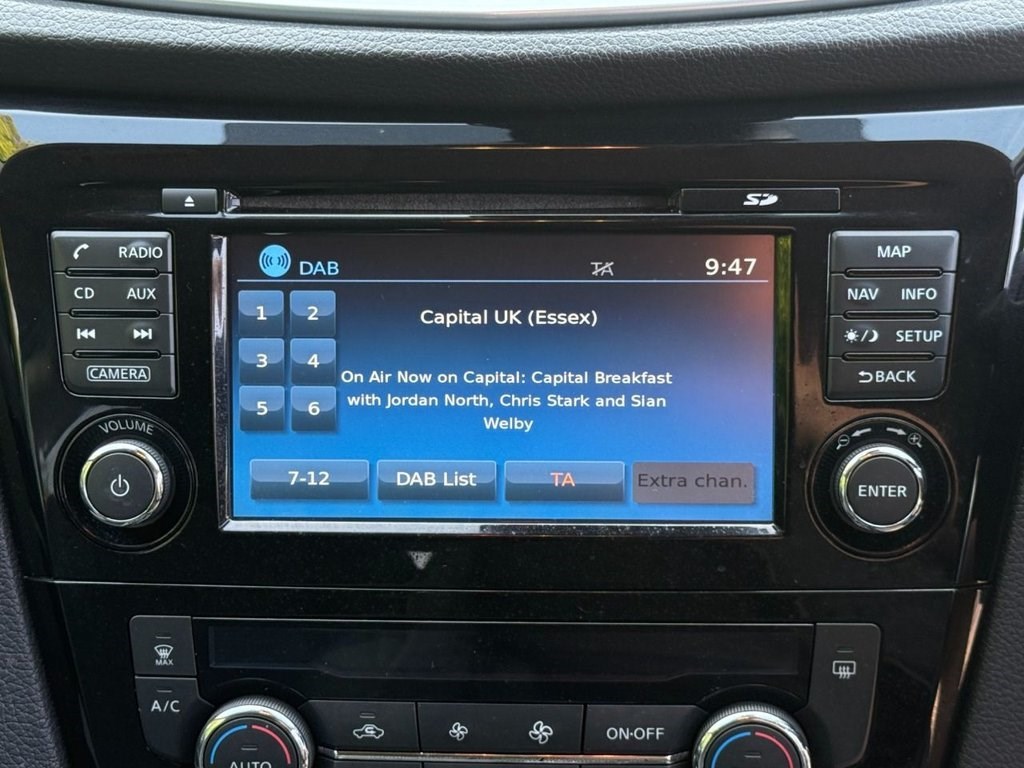 SD
RADIO
CD AUX
CAMERA
VOLUME
DAB
TA
9:47
1 2
3 4
5 6
Capital UK (Essex)
On Air Now on Capital: Capital Breakfast
with Jordan North, Chris Stark and Sian
Welby
7-12
DAB List
TA
Extra chan.
MAP
NAV INFO
SETUP
BACK
ENTER
MAX
A/C
AUTO
ON·OFF